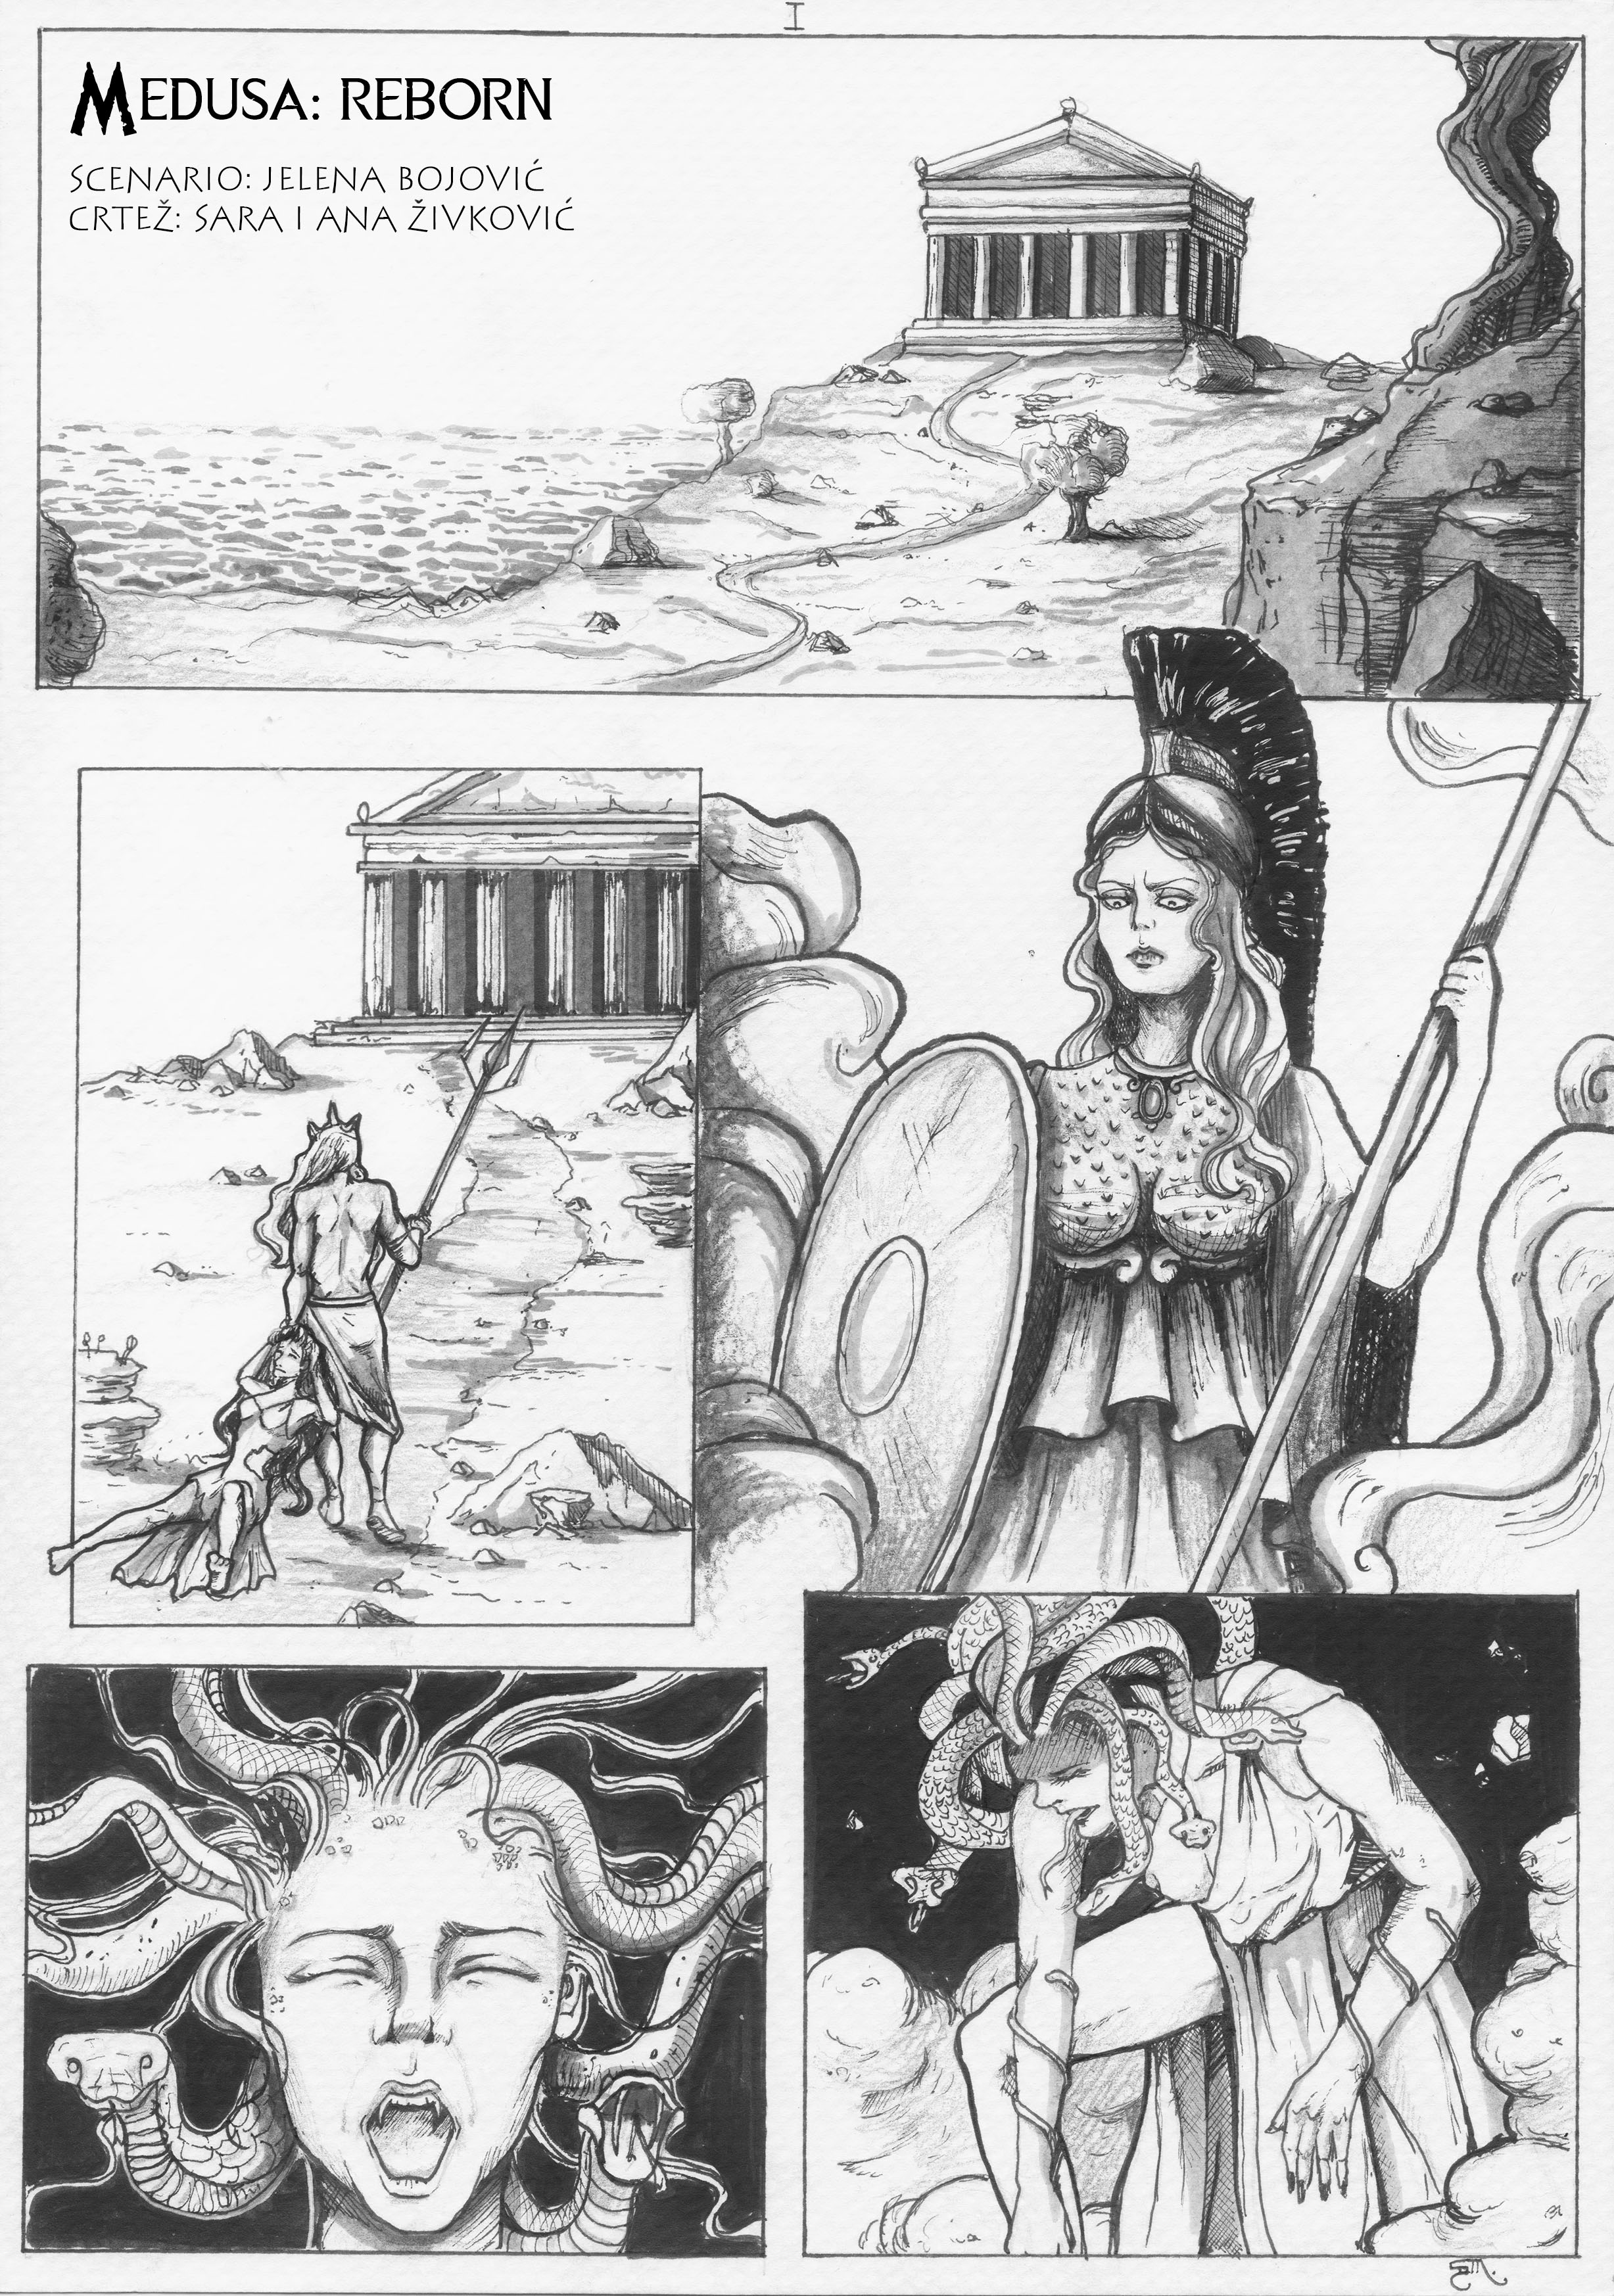 I
MEDUSA: REBORN
SCENARIO: JELENA BOJOVIĆ
CRTEŽ: SARA I ANA ŽIVKOVIĆ